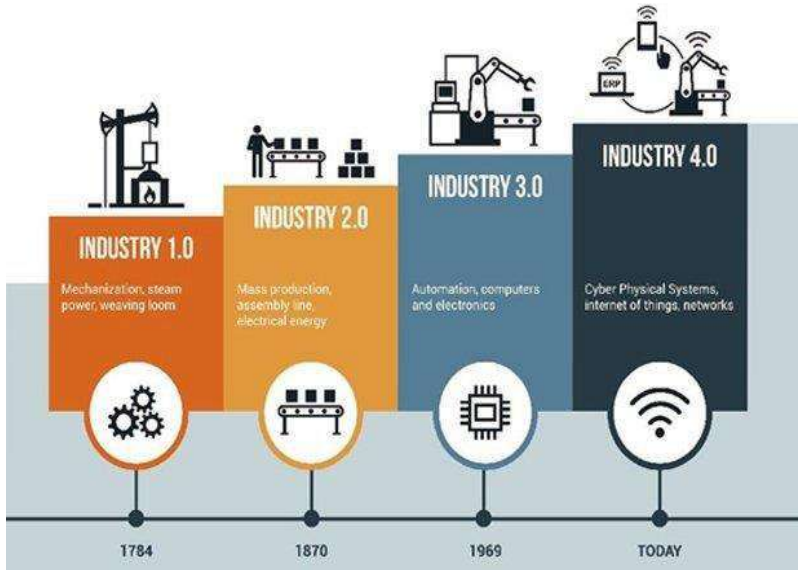 ERP
INDUSTRY 1.0
Mechanization, steam
power, weaving loom
INDUSTRY 2.0
Mass production,
assembly line,
electrical energy
INDUSTRY 3.0
Automation, computers
and electronics
INDUSTRY 4.0
Cyber Physical Systems,
internet of things, networks
1784
1870
1969
TODAY